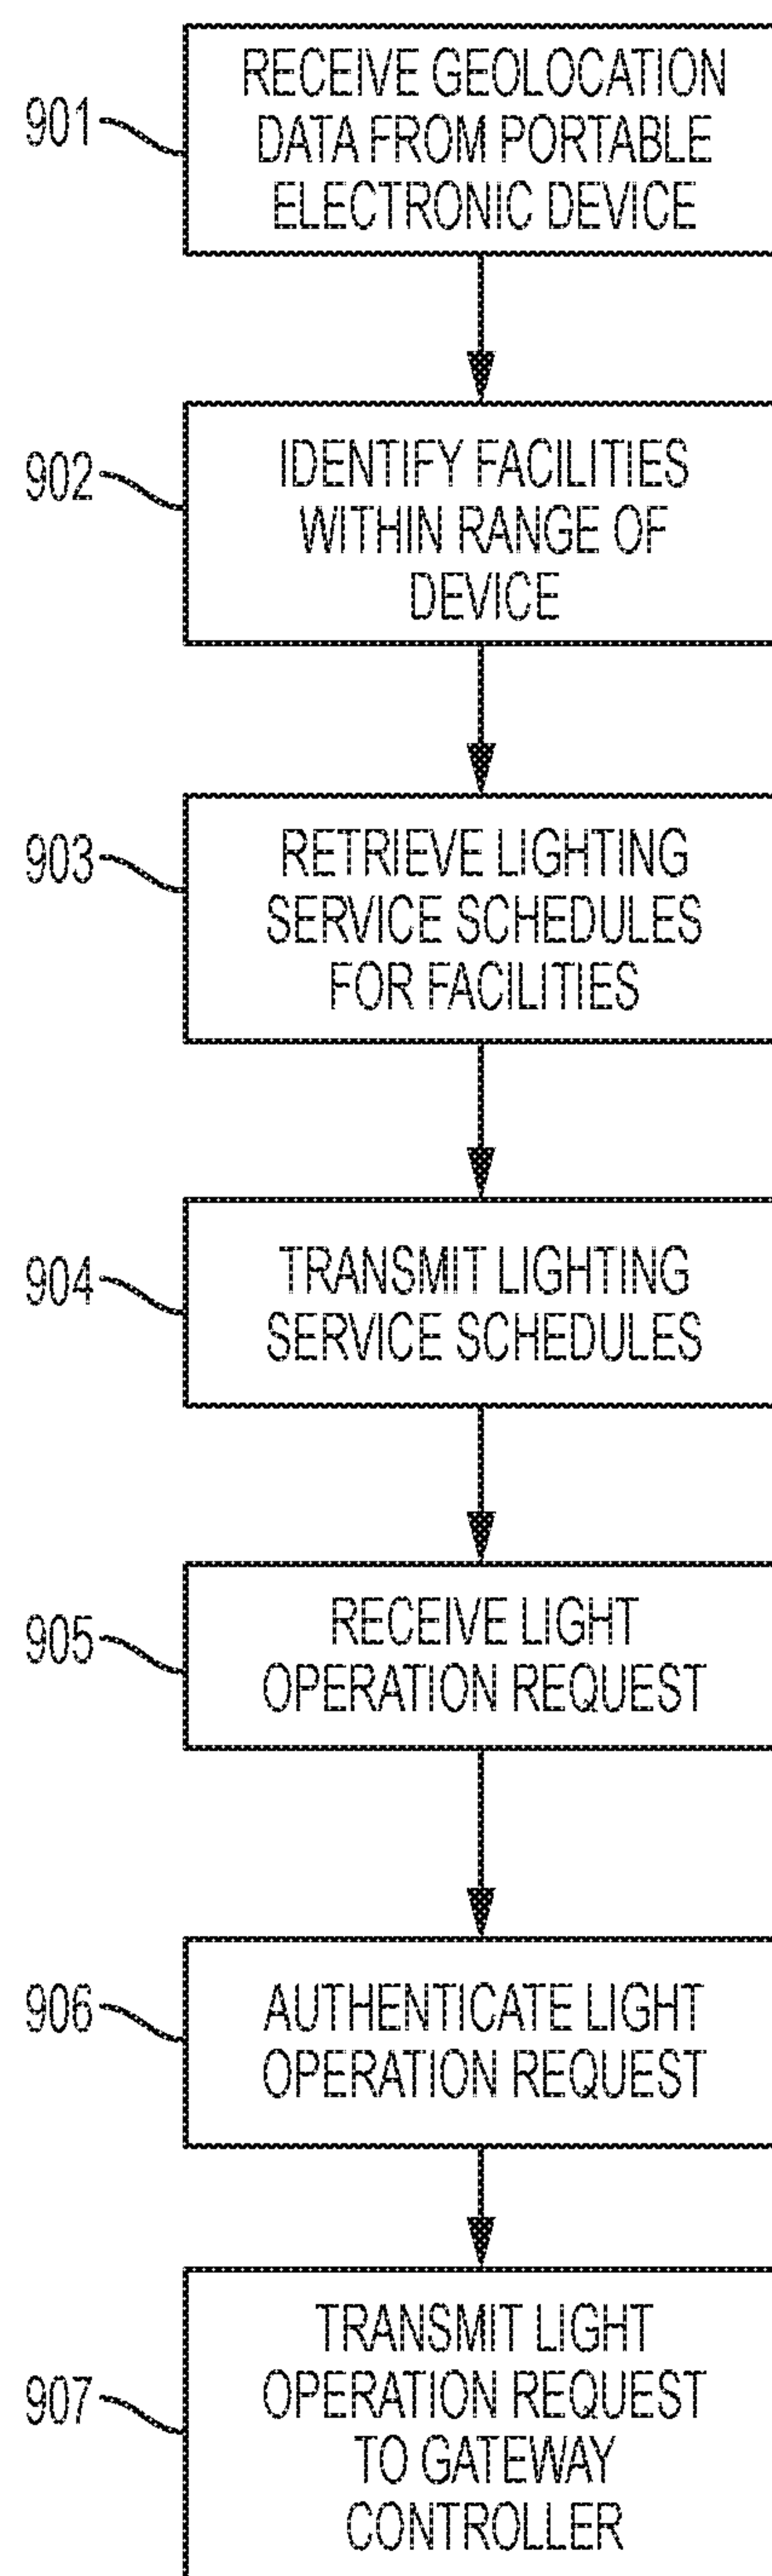 901
RECEIVE GEOLOCATION
DATA FROM PORTABLE
ELECTRONIC DEVICE
902
IDENTIFY FACILITIES
WITHIN RANGE OF
DEVICE
903
RETRIEVE LIGHTING
SERVICE SCHEDULES
FOR FACILITIES
904
TRANSMIT LIGHTING
SERVICE SCHEDULES
905
RECEIVE LIGHT
OPERATION REQUEST
906
AUTHENTICATE LIGHT
OPERATION REQUEST
907
TRANSMIT LIGHT
OPERATION REQUEST
TO GATEWAY
CONTROLLER